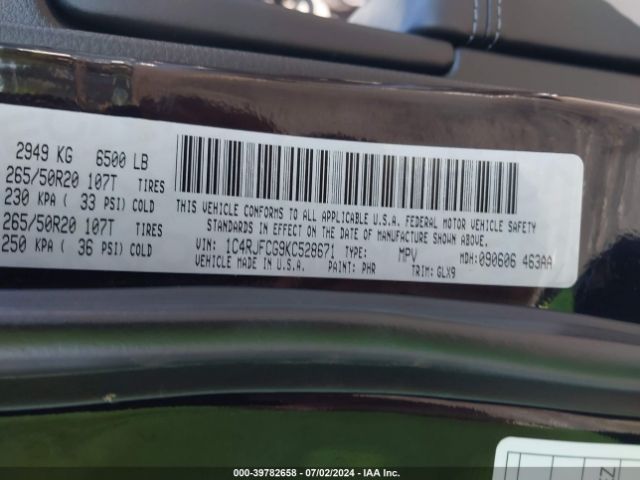 2949 KG 6500 LB
265/50R20 107T TIRES
230 KPA ( 33 PSI) COLD
265/50R20 107T TIRES
250 KPA ( 36 PSI) COLD
THIS VEHICLE CONFORMS TO ALL APPLICABLE U.S.A. FEDERAL MOTOR VEHICLE SAFETY
STANDARDS IN EFFECT ON THE DATE OF MANUFACTURE SHOWN ABOVE.
VIN: 1C4RJFCG9KC528671 TYPE: MPV MDH:090606 463AA
VEHICLE MADE IN U.S.A. PAINT: PHR TRIM: GLX9
000-39782658 - 07/02/2024 - IAA Inc.